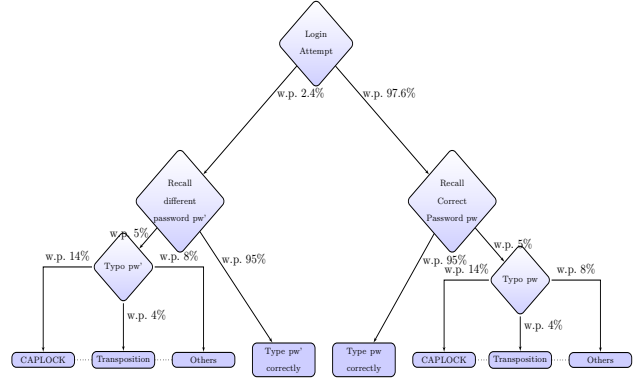 Login
Attempt
w.p. 2.4%
w.p. 97.6%
Recall
different
password pw'
Recall
Correct
Password pw
w.p. 5%
w.p. 5%
w.p. 14%
Typo pw'
w.p. 8%
w.p. 95%
w.p. 95%
w.p. 14%
Typo pw
w.p. 8%
w.p. 4%
w.p. 4%
CAPLOCK
Transposition
Others
Type pw'
correctly
Type pw
correctly
CAPLOCK
Transposition
Others